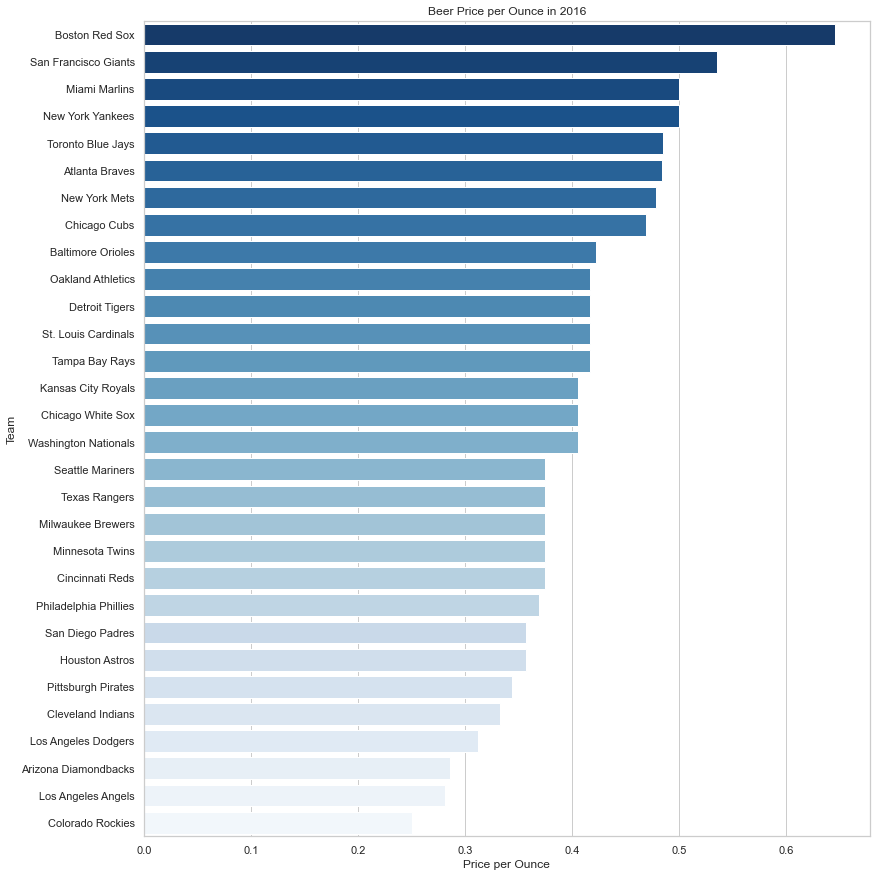 Beer Price per Ounce in 2016
Boston Red Sox
San Francisco Giants
Miami Marlins
New York Yankees
Toronto Blue Jays
Atlanta Braves
New York Mets
Chicago Cubs
Baltimore Orioles
Oakland Athletics
Detroit Tigers
St. Louis Cardinals
Tampa Bay Rays
Kansas City Royals
Chicago White Sox
Washington Nationals
Seattle Mariners
Texas Rangers
Milwaukee Brewers
Minnesota Twins
Cincinnati Reds
Philadelphia Phillies
San Diego Padres
Houston Astros
Pittsburgh Pirates
Cleveland Indians
Los Angeles Dodgers
Arizona Diamondbacks
Los Angeles Angels
Colorado Rockies
Team
0.0 0.1 0.2 0.3 0.4 0.5 0.6
Price per Ounce